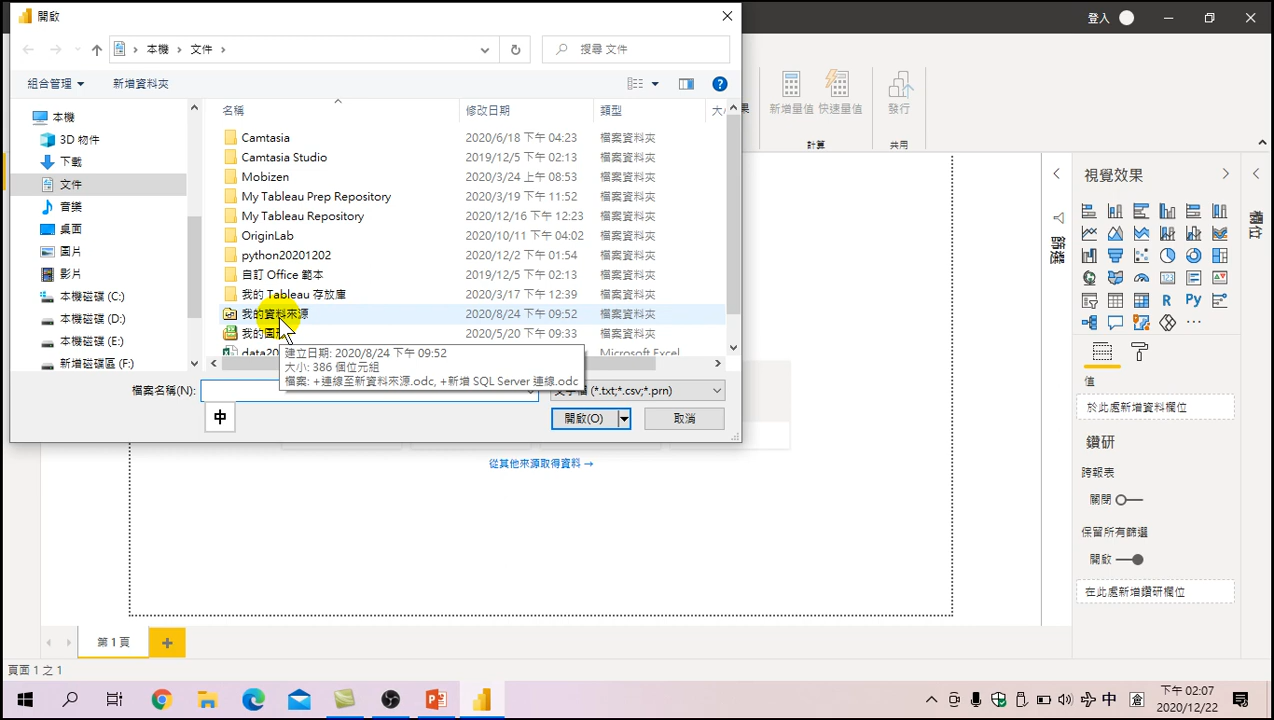 開啟
登入
本機
文件
搜尋 文件
組合管理
新增資料夾
名稱
修改日期
類型
本機
3D 物件
下載
文件
音樂
桌面
圖片
影片
本機磁碟 (C:)
本機磁碟 (D:)
本機磁碟 (E:)
新增磁碟區 (F:)
Camtasia 2020/6/18 下午 04:23 檔案資料夾
Camtasia Studio 2019/12/5 下午 02:13 檔案資料夾
Mobizen 2020/3/24 上午 08:53 檔案資料夾
My Tableau Prep Repository 2020/3/19 下午 11:52 檔案資料夾
My Tableau Repository 2020/12/16 下午 12:23 檔案資料夾
OriginLab 2020/10/11 下午 04:02 檔案資料夾
python20201202 2020/12/2 下午 01:54 檔案資料夾
自訂 Office 範本 2019/12/5 下午 02:13 檔案資料夾
我的 Tableau 存放庫 2020/3/17 下午 12:39 檔案資料夾
我的資料來源 2020/8/24 下午 09:52 檔案資料夾
我的圖形 2020/5/20 下午 09:33 檔案資料夾
Microsoft Excel
建立日期: 2020/8/24 下午 09:52
大小: 386 個位元組
檔案: +連線至新資料來源.odc, +新增 SQL Server 連線.odc
檔案名稱(N):
文字檔 (*.txt;*.csv;*.prn)
中
開啟(O)
取消
新增量值
快速量值
發行
計算
共用
從其他來源取得資料 →
篩選
視覺效果
R
Py
123
值
於此處新增資料欄位
鑽研
跨報表
關閉
保留所有篩選
開啟
在此處新增鑽研欄位
欄位
第 1 頁
頁面 1 之 1
中
倉
下午 02:07
2020/12/22